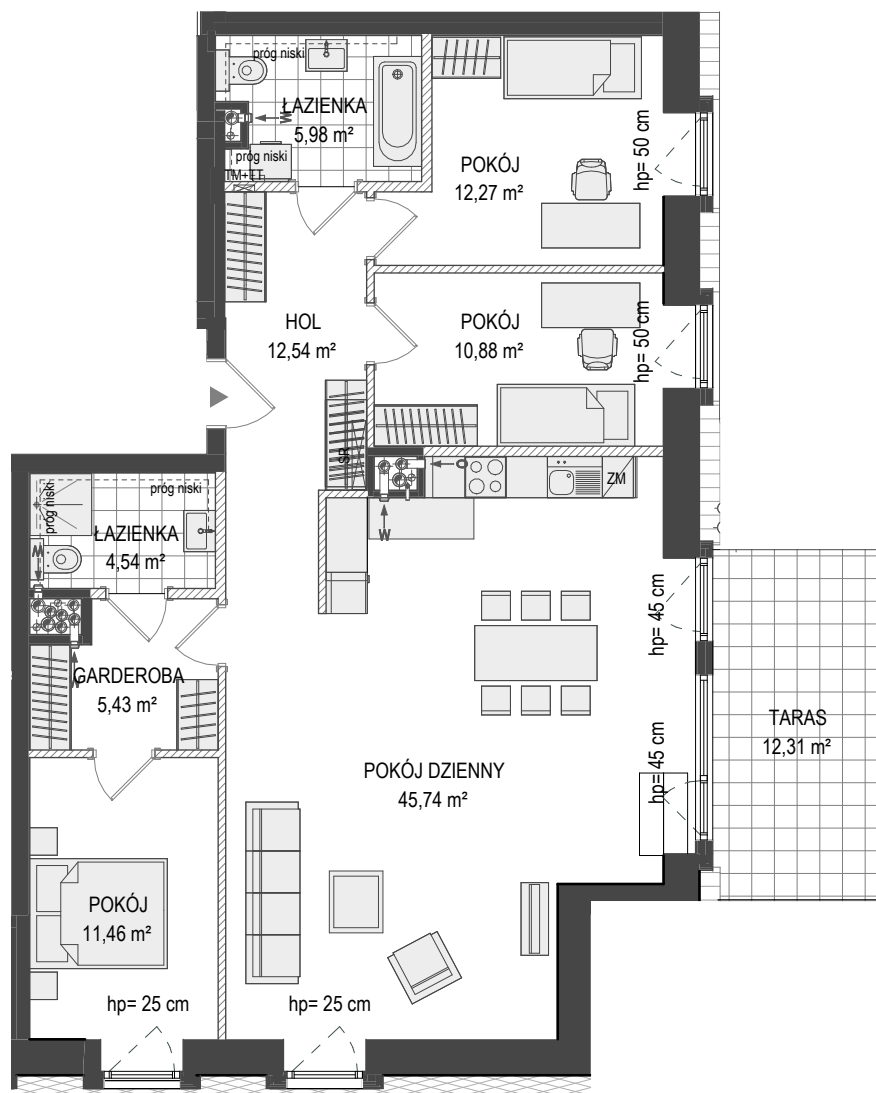 próg niski
ŁAZIENKA
5,98 m²
W
próg niski
TM+ET
POKÓJ
12,27 m²
hp= 50 cm
HOL
12,54 m²
POKÓJ
10,88 m²
hp= 50 cm
SR
O
ZM
W
próg niski
próg niski
ŁAZIENKA
4,54 m²
W
hp= 45 cm
GARDEROBA
5,43 m²
W
TARAS
12,31 m²
hp= 45 cm
POKÓJ DZIENNY
45,74 m²
POKÓJ
11,46 m²
hp= 25 cm
hp= 25 cm